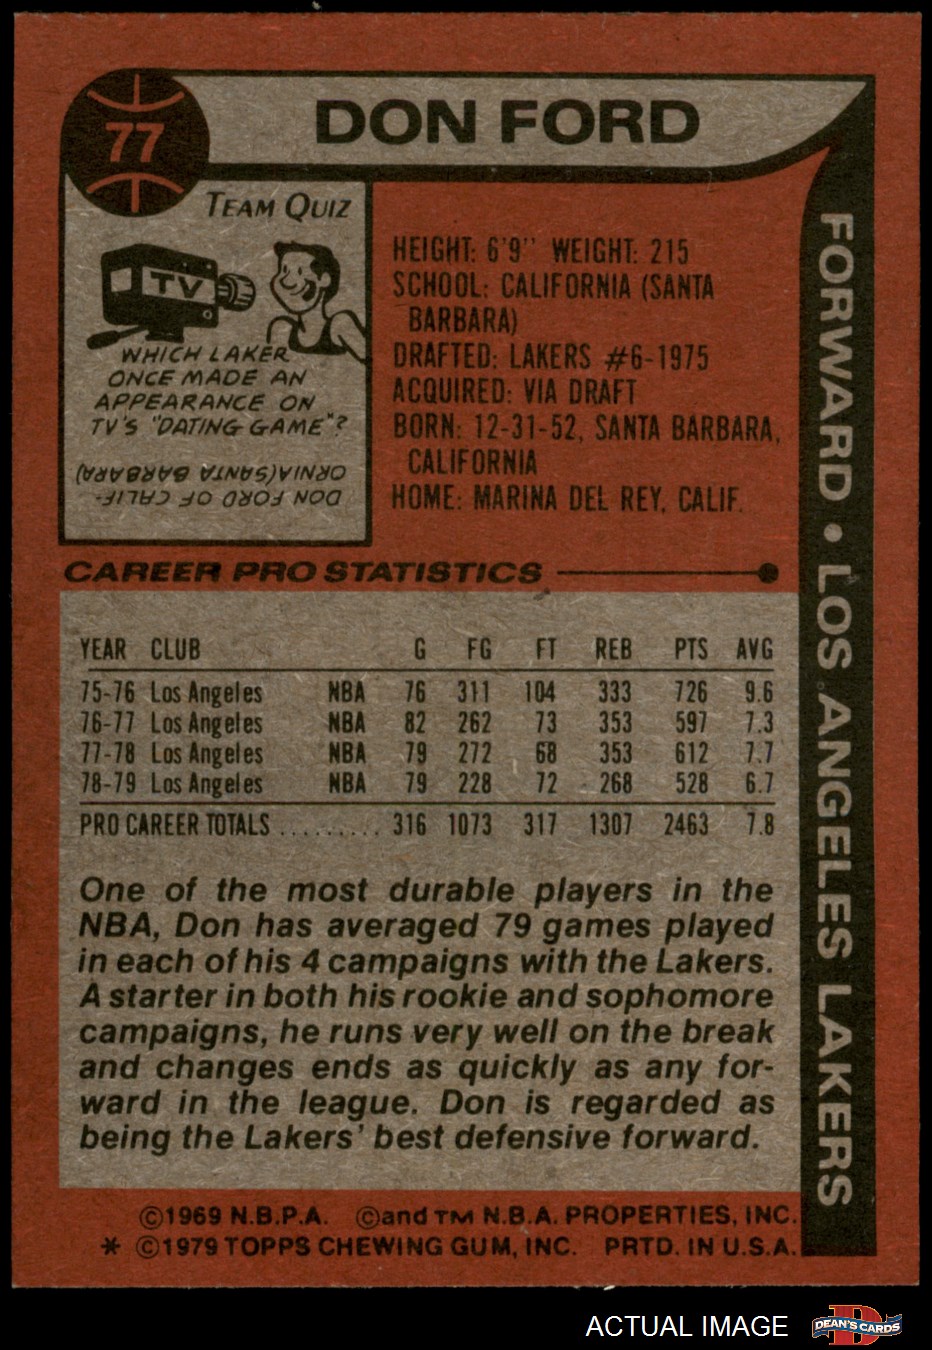 77
DON FORD
TEAM QUIZ
TV
WHICH LAKER
ONCE MADE AN
APPEARANCE ON
TV'S "DATING GAME"?
DON FORD OF CALIF-
ORNIA (SANTA BARBARA)
HEIGHT: 6'9" WEIGHT: 215
SCHOOL: CALIFORNIA (SANTA
BARBARA)
DRAFTED: LAKERS #6-1975
ACQUIRED: VIA DRAFT
BORN: 12-31-52, SANTA BARBARA,
CALIFORNIA
HOME: MARINA DEL REY, CALIF.
FORWARD • LOS ANGELES LAKERS
CAREER PRO STATISTICS
YEAR CLUB G FG FT REB PTS AVG
75-76 Los Angeles NBA 76 311 104 333 726 9.6
76-77 Los Angeles NBA 82 262 73 353 597 7.3
77-78 Los Angeles NBA 79 272 68 353 612 7.7
78-79 Los Angeles NBA 79 228 72 268 528 6.7
PRO CAREER TOTALS ......... 316 1073 317 1307 2463 7.8
One of the most durable players in the
NBA, Don has averaged 79 games played
in each of his 4 campaigns with the Lakers.
A starter in both his rookie and sophomore
campaigns, he runs very well on the break
and changes ends as quickly as any for-
ward in the league. Don is regarded as
being the Lakers' best defensive forward.
©1969 N.B.P.A. ©and TM N.B.A. PROPERTIES, INC.
* ©1979 TOPPS CHEWING GUM, INC. PRTD. IN U.S.A.
ACTUAL IMAGE
D
DEAN'S CARDS